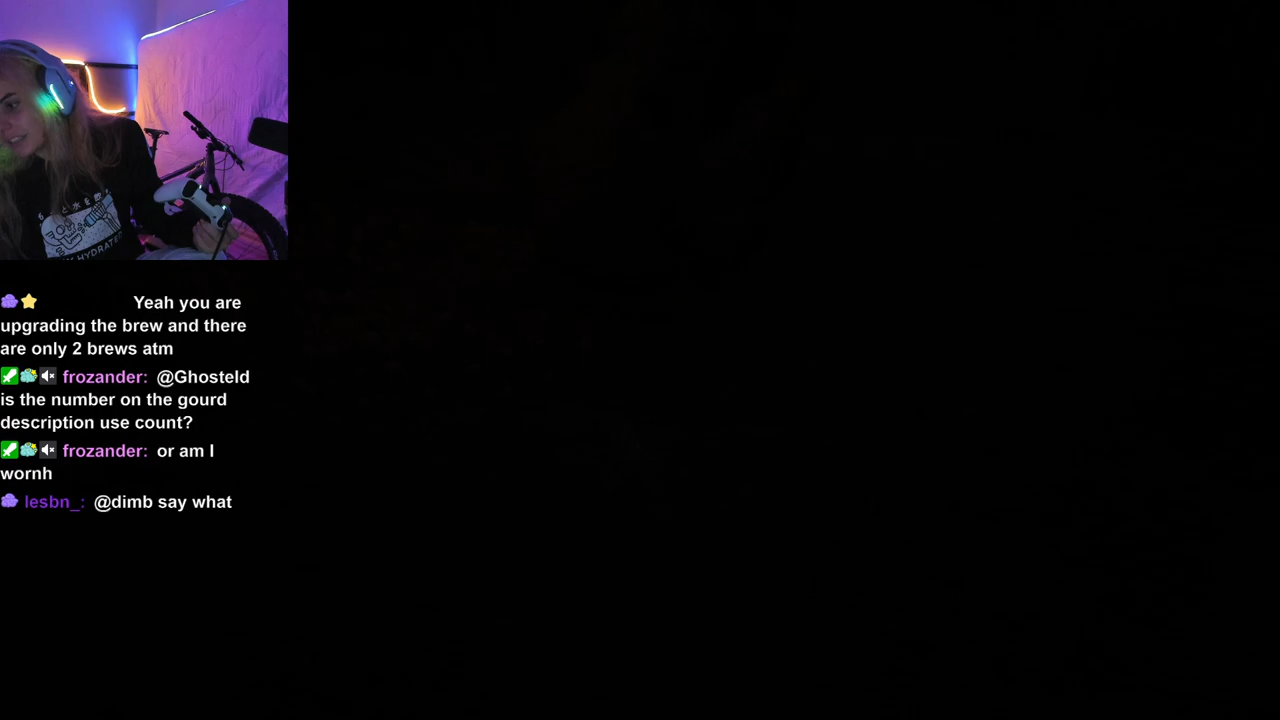 Yeah you are
upgrading the brew and there
are only 2 brews atm
frozander: @Ghosteld
is the number on the gourd
description use count?
frozander: or am I
wornh
lesbn_: @dimb say what
HYDRATE